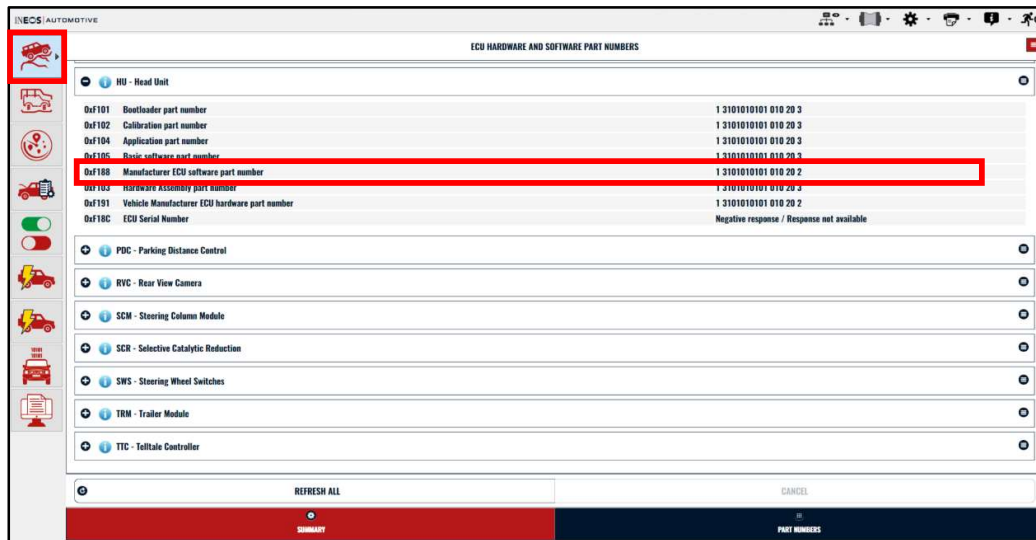 INEOS AUTOMOTIVE
ECU HARDWARE AND SOFTWARE PART NUMBERS
HU - Head Unit
0xF101 Bootloader part number 1 3101010101 010 20 3
0xF102 Calibration part number 1 3101010101 010 20 3
0xF104 Application part number 1 3101010101 010 20 3
0xF105 Basic software part number 1 3101010101 010 20 3
0xF188 Manufacturer ECU software part number 1 3101010101 010 20 2
0xF103 Hardware Assembly part number 1 3101010101 010 20 3
0xF191 Vehicle Manufacturer ECU hardware part number 1 3101010101 010 20 2
0xF18C ECU Serial Number Negative response / Response not available
PDC - Parking Distance Control
RVC - Rear View Camera
SCM - Steering Column Module
SCR - Selective Catalytic Reduction
SWS - Steering Wheel Switches
TRM - Trailer Module
TTC - Telltale Controller
REFRESH ALL CANCEL
SUMMARY PART NUMBERS